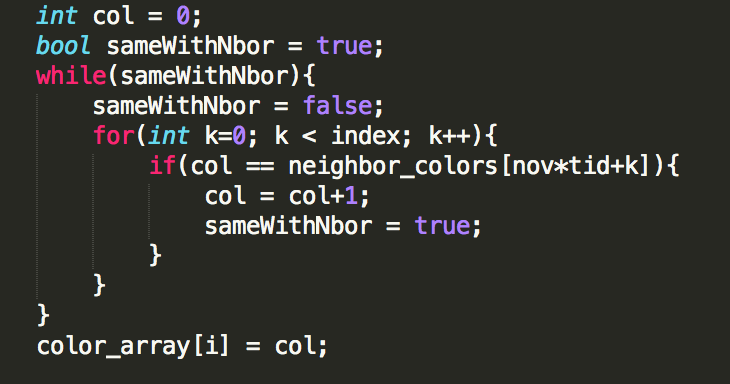 int col = 0;
bool sameWithNbor = true;
while(sameWithNbor){
    sameWithNbor = false;
    for(int k=0; k < index; k++){
        if(col == neighbor_colors[nov*tid+k]){
            col = col+1;
            sameWithNbor = true;
        }
    }
}
color_array[i] = col;